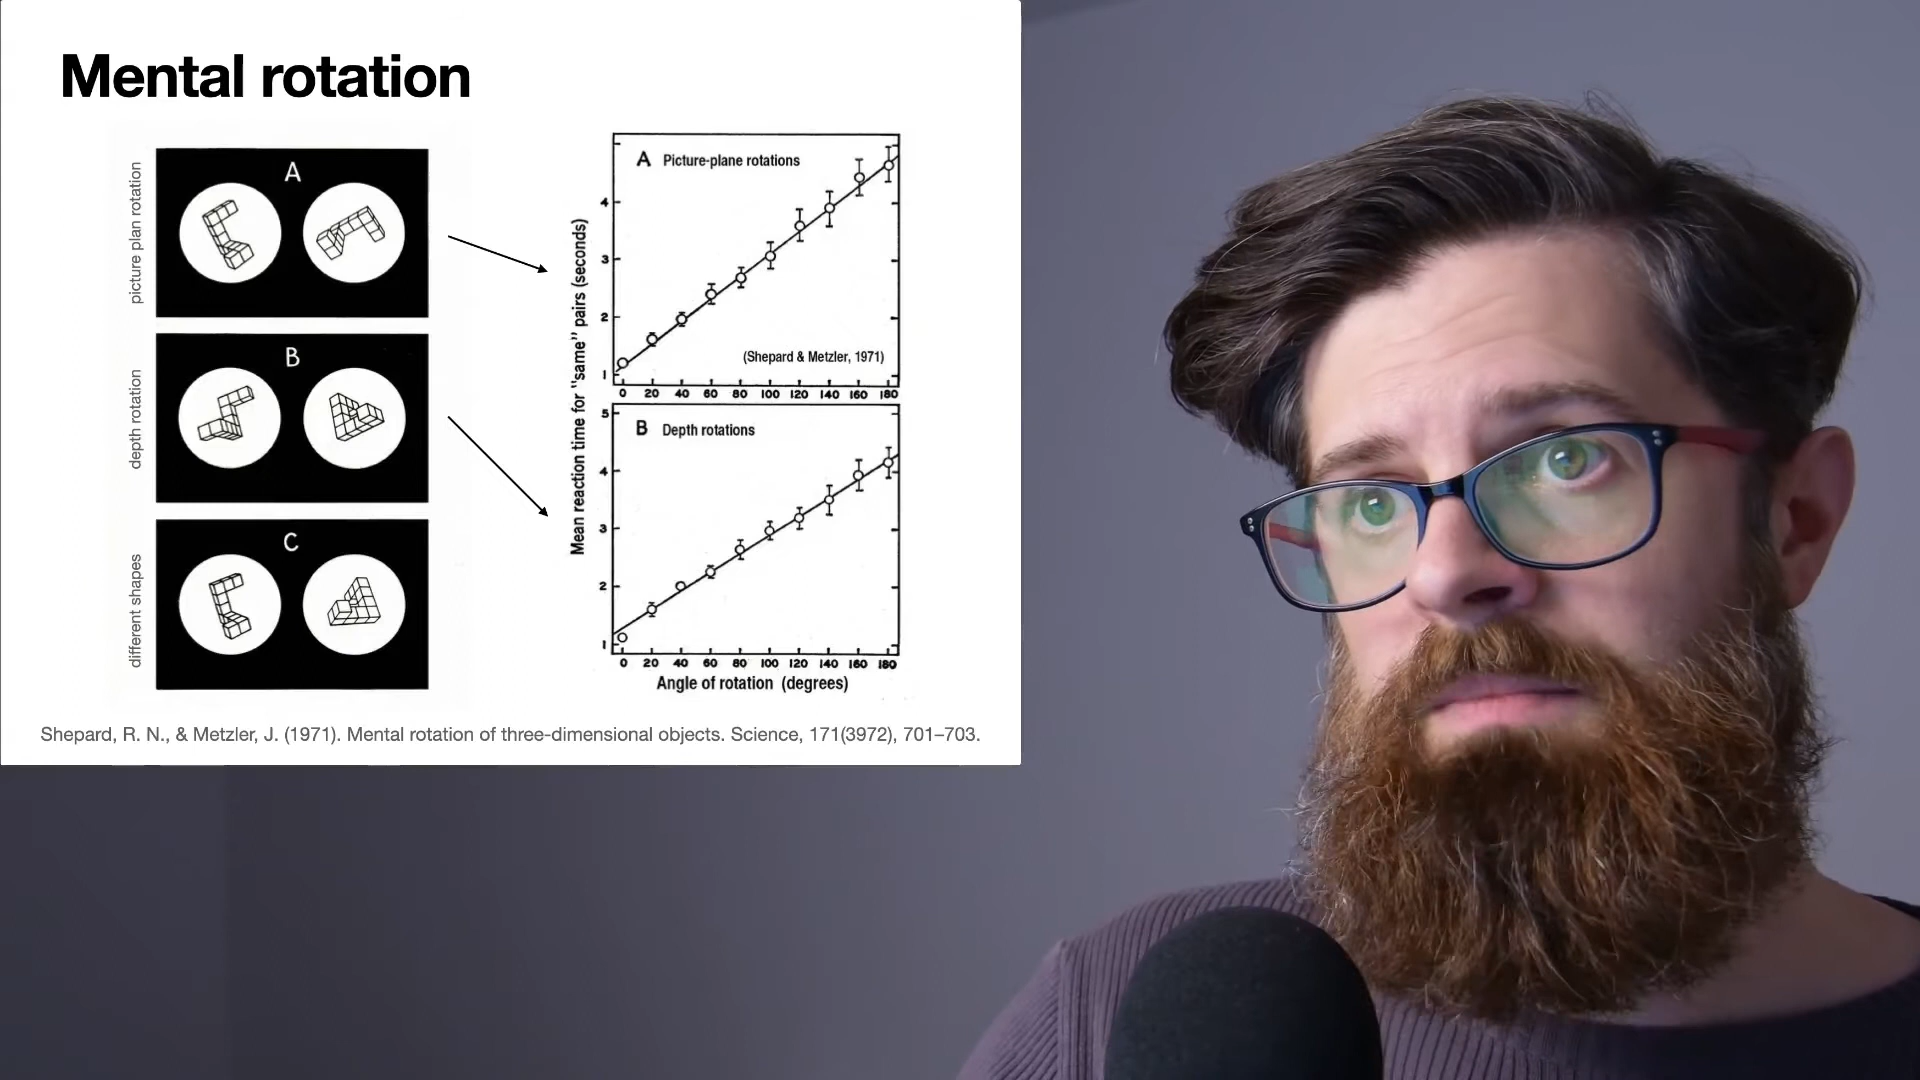 Mental rotation
picture plan rotation
A
depth rotation
B
different shapes
C
Mean reaction time for "same" pairs (seconds)
A Picture-plane rotations
4
3
2
1
(Shepard & Metzler, 1971)
0 20 40 60 80 100 120 140 160 180
B Depth rotations
5
4
3
2
1
0 20 40 60 80 100 120 140 160 180
Angle of rotation (degrees)
Shepard, R. N., & Metzler, J. (1971). Mental rotation of three-dimensional objects. Science, 171(3972), 701–703.